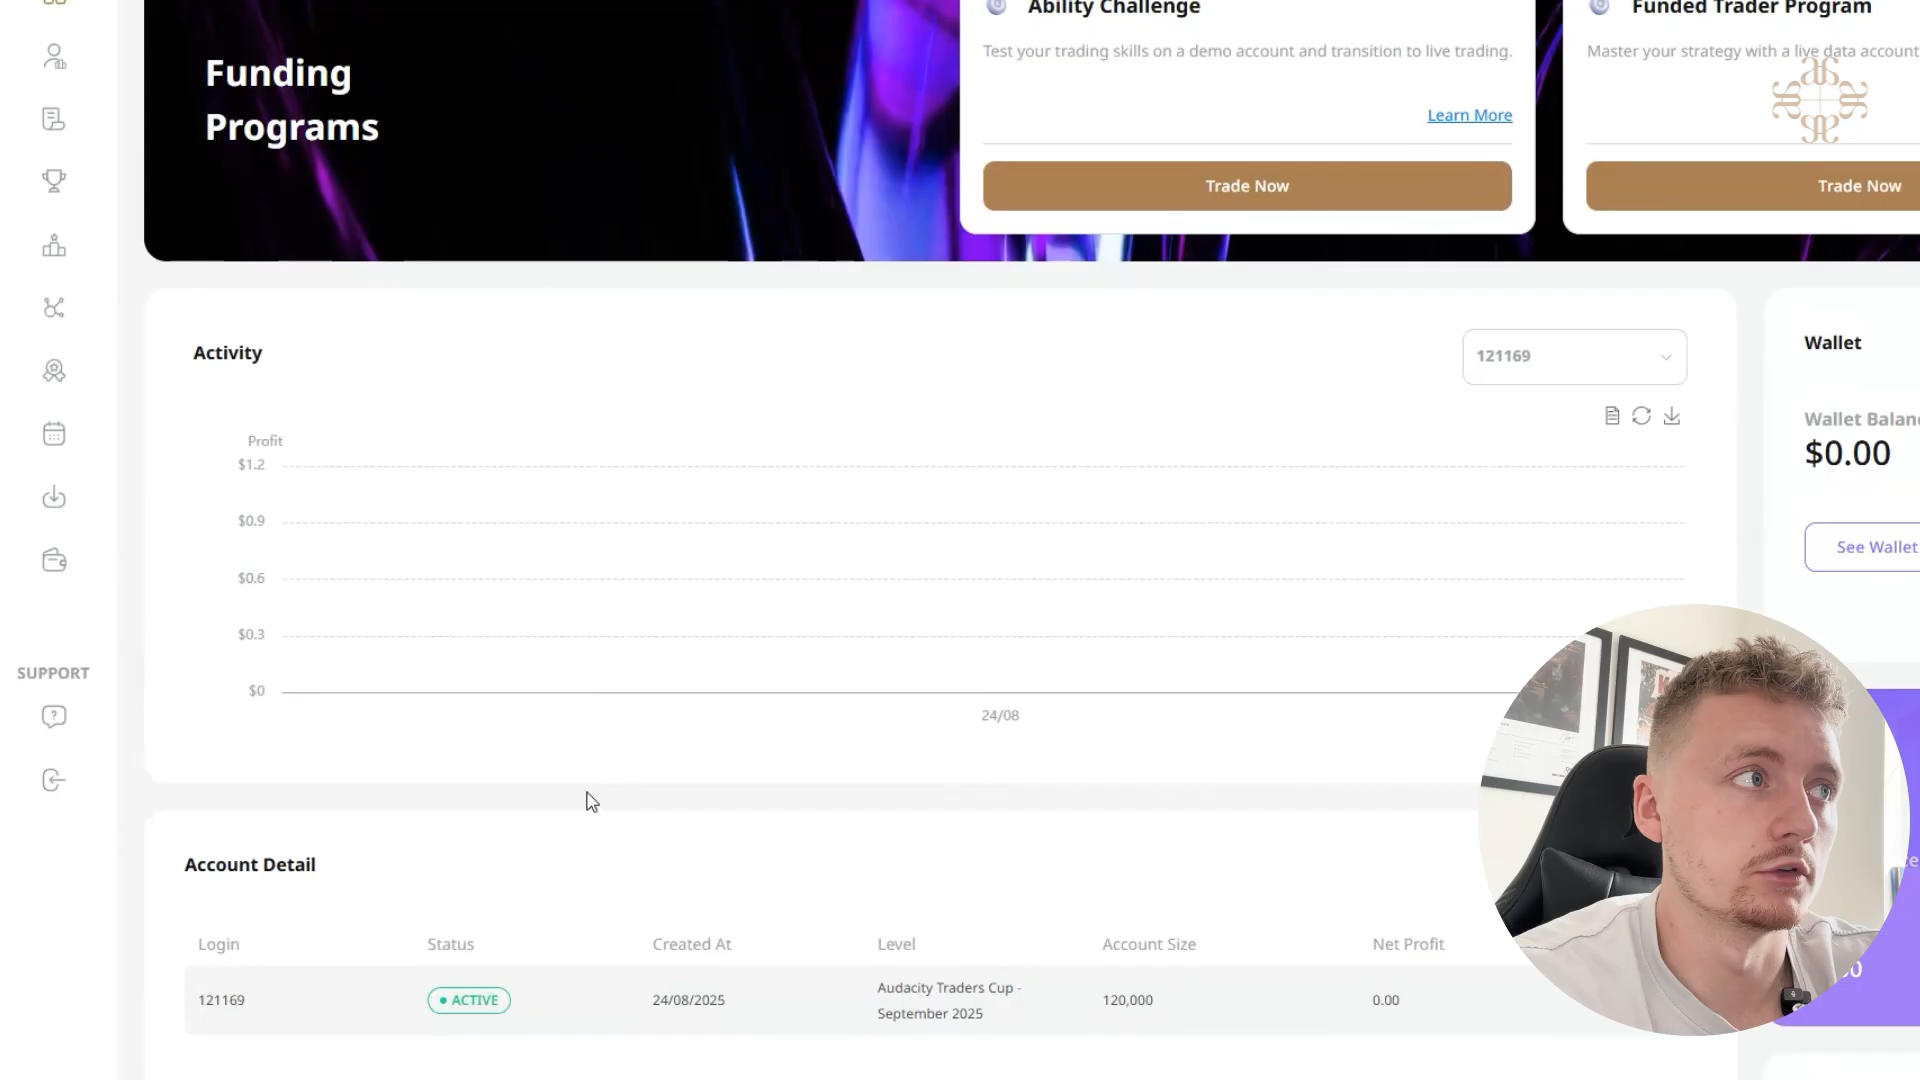 Ability Challenge
Funded Trader Program
Test your trading skills on a demo account and transition to live trading.
Master your strategy with a live data account
Funding
Programs
Learn More
Trade Now
Trade Now
Activity
121169
Wallet
Profit
Wallet Balanc
$0.00
$1.2
$0.9
$0.6
$0.3
$0
24/08
See Wallet
SUPPORT
Account Detail
Login
Status
Created At
Level
Account Size
Net Profit
121169
ACTIVE
24/08/2025
Audacity Traders Cup -
September 2025
120,000
0.00